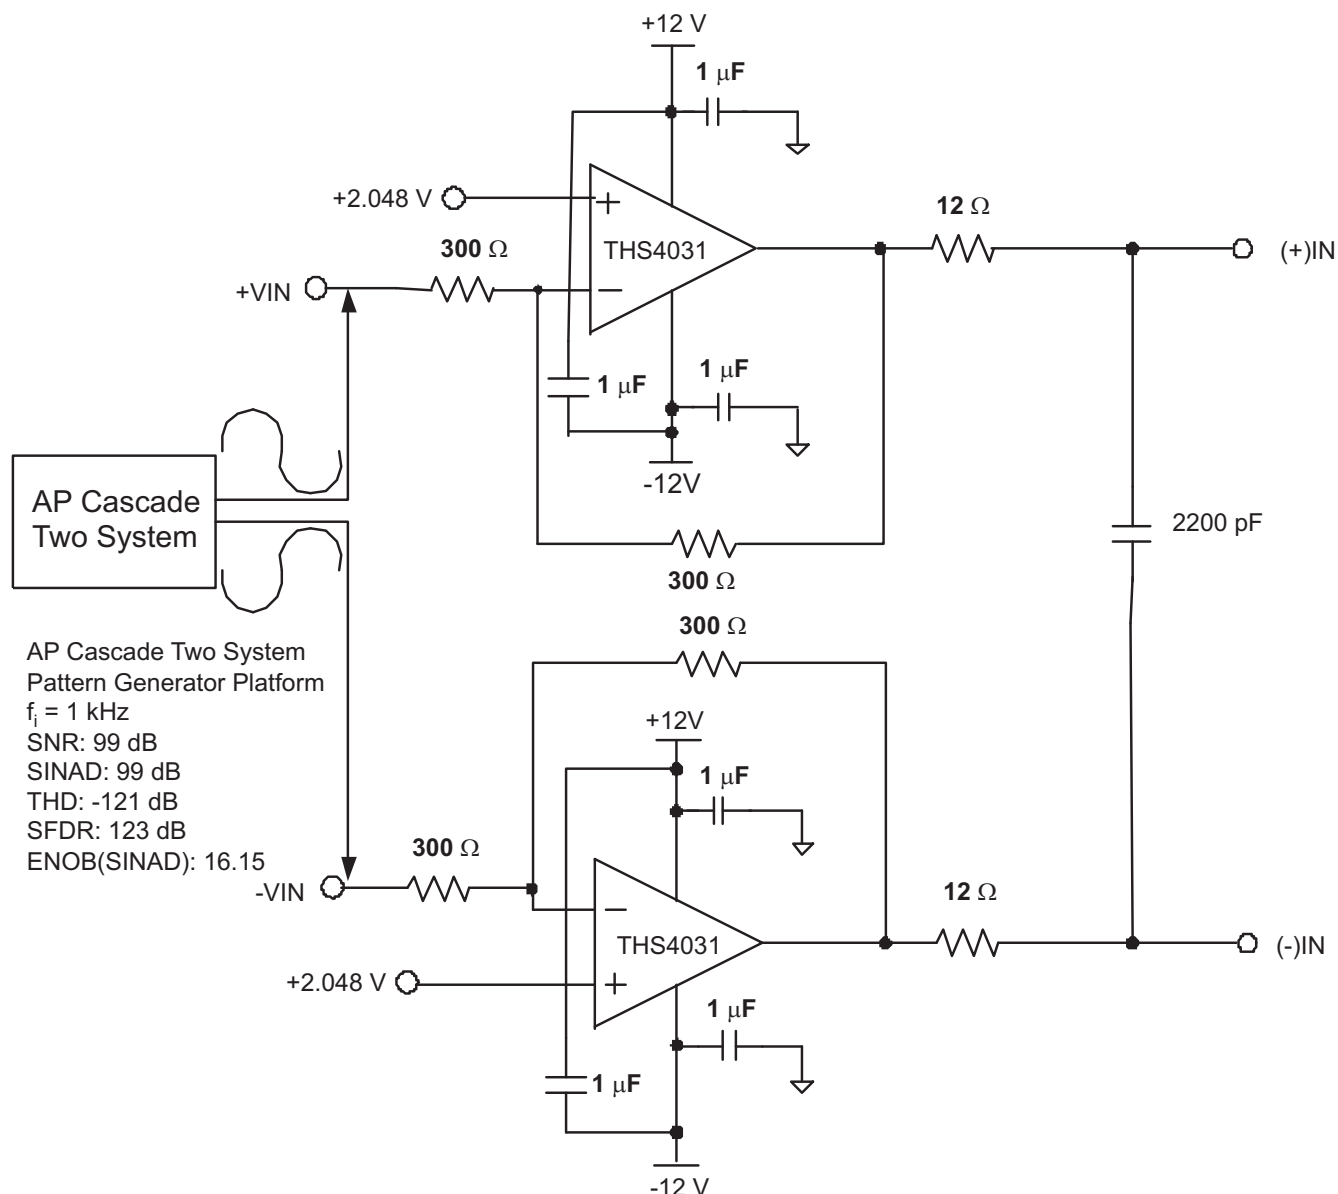 +12 V
1 μF
+2.048 V
THS4031
12 Ω
(+)IN
300 Ω
+VIN
1 μF
1 μF
-12V
AP Cascade
Two System
2200 pF
300 Ω
300 Ω
AP Cascade Two System
Pattern Generator Platform
fi = 1 kHz
SNR: 99 dB
SINAD: 99 dB
THD: -121 dB
SFDR: 123 dB
ENOB(SINAD): 16.15
+12V
1 μF
300 Ω
-VIN
12 Ω
THS4031
(-)IN
+2.048 V
1 μF
1 μF
-12 V